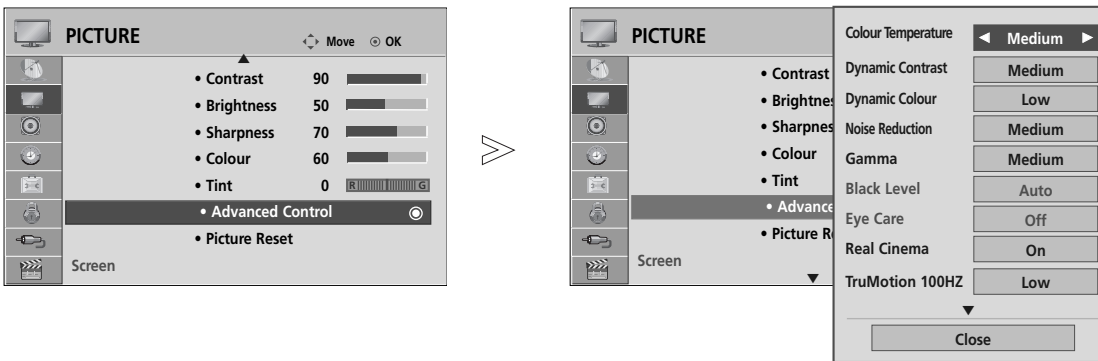 PICTURE
Move ◉ OK
• Contrast 90
• Brightness 50
• Sharpness 70
• Colour 60
• Tint 0 R G
• Advanced Control
• Picture Reset
Screen
PICTURE
• Contrast
• Brightnes
• Sharpnes
• Colour
• Tint
• Advance
• Picture R
Screen
Colour Temperature ◀ Medium ▶
Dynamic Contrast Medium
Dynamic Colour Low
Noise Reduction Medium
Gamma Medium
Black Level Auto
Eye Care Off
Real Cinema On
TruMotion 100HZ Low
Close